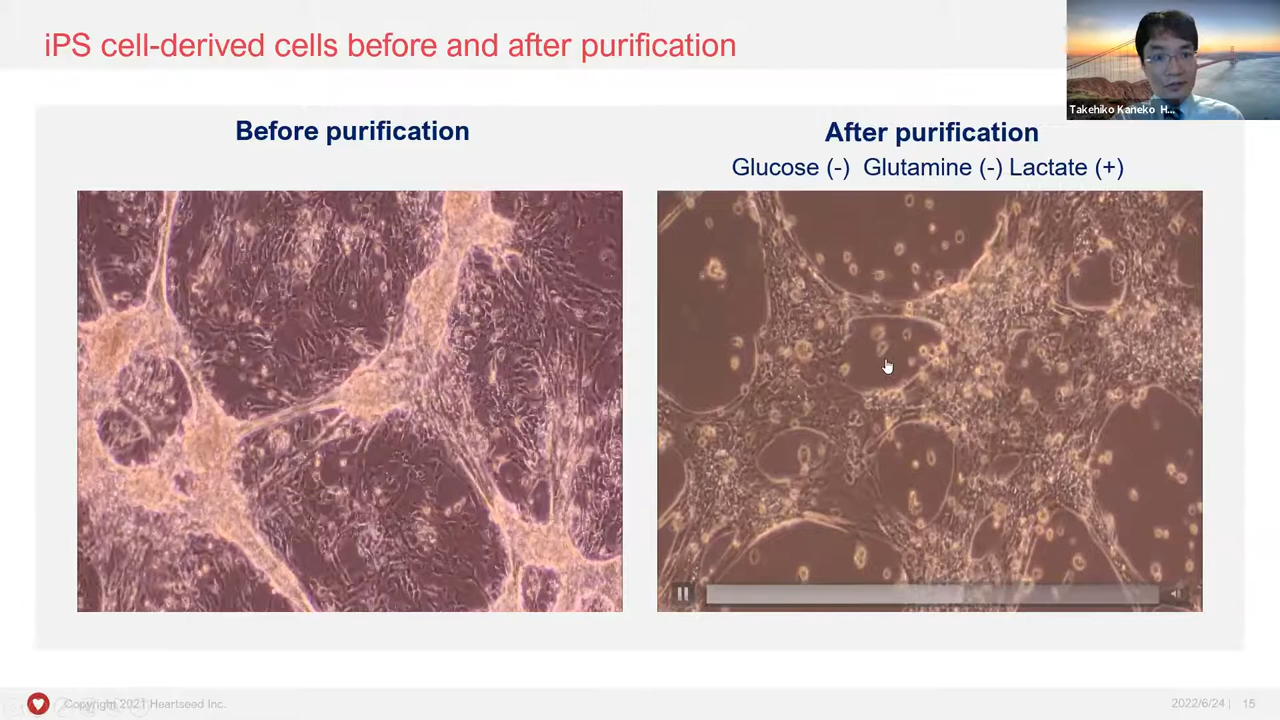 iPS cell-derived cells before and after purification
Takehiko Kaneko H...
Before purification
After purification
Glucose (-) Glutamine (-) Lactate (+)
Copyright 2021 Heartseed Inc.
2022/6/24 | 15